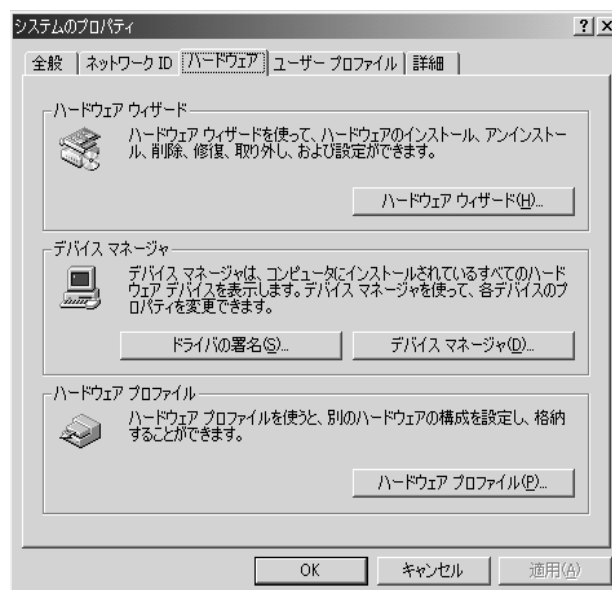 システムのプロパティ
全般 ネットワーク ID ハードウェア ユーザー プロファイル 詳細
ハードウェア ウィザード
ハードウェア ウィザードを使って、ハードウェアのインストール、アンインストー
ル、削除、修復、取り外し、および設定ができます。
ハードウェア ウィザード(H)...
デバイス マネージャ
デバイス マネージャは、コンピュータにインストールされているすべてのハード
ウェア デバイスを表示します。デバイス マネージャを使って、各デバイスのプ
ロパティを変更できます。
ドライバの署名(S)... デバイス マネージャ(D)...
ハードウェア プロファイル
ハードウェア プロファイルを使うと、別のハードウェアの構成を設定し、格納
することができます。
ハードウェア プロファイル(P)...
OK キャンセル 適用(A)